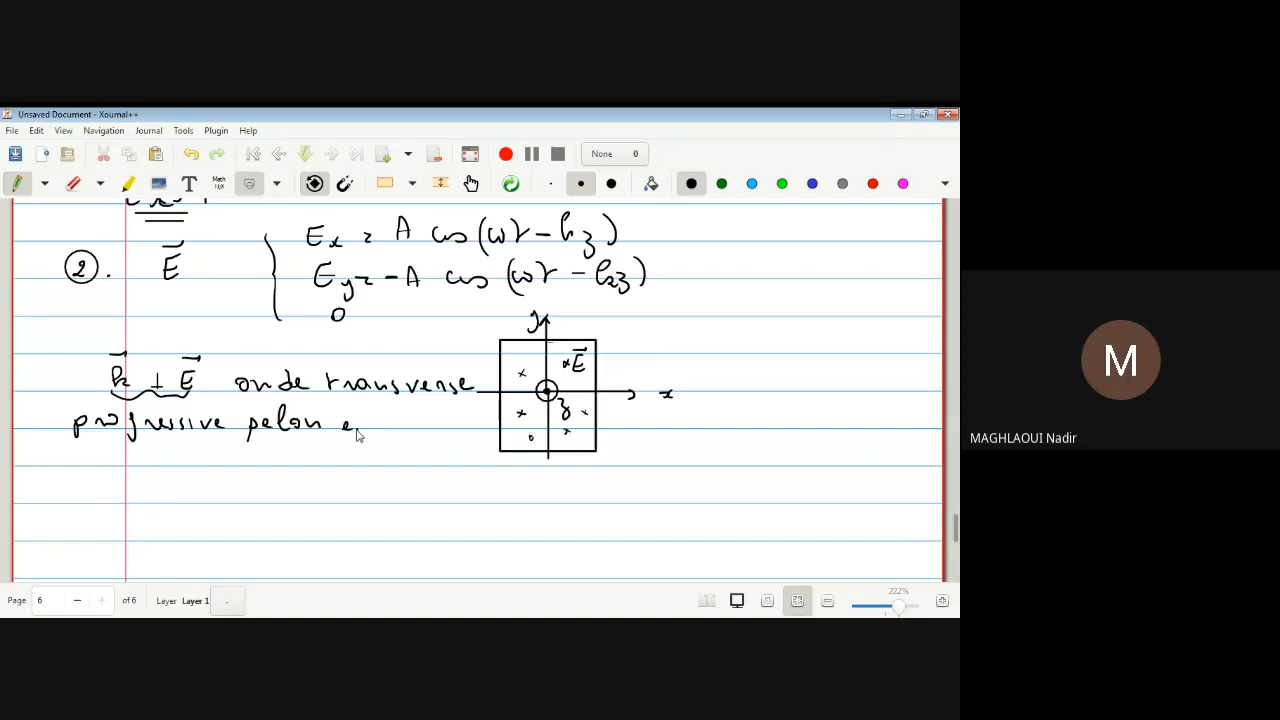 Unsaved Document - Xournal++
File Edit View Navigation Journal Tools Plugin Help
None 0
② . E⃗ { Ex = A cos(ωt - kz)
Ey = -A cos(ωt - kz)
0
y
E⃗
k⃗ ⊥ E⃗ onde transverse
x
z
progressive selon e
MAGHLAOUI Nadir
M
Page 6 of 6 Layer Layer 1
222%